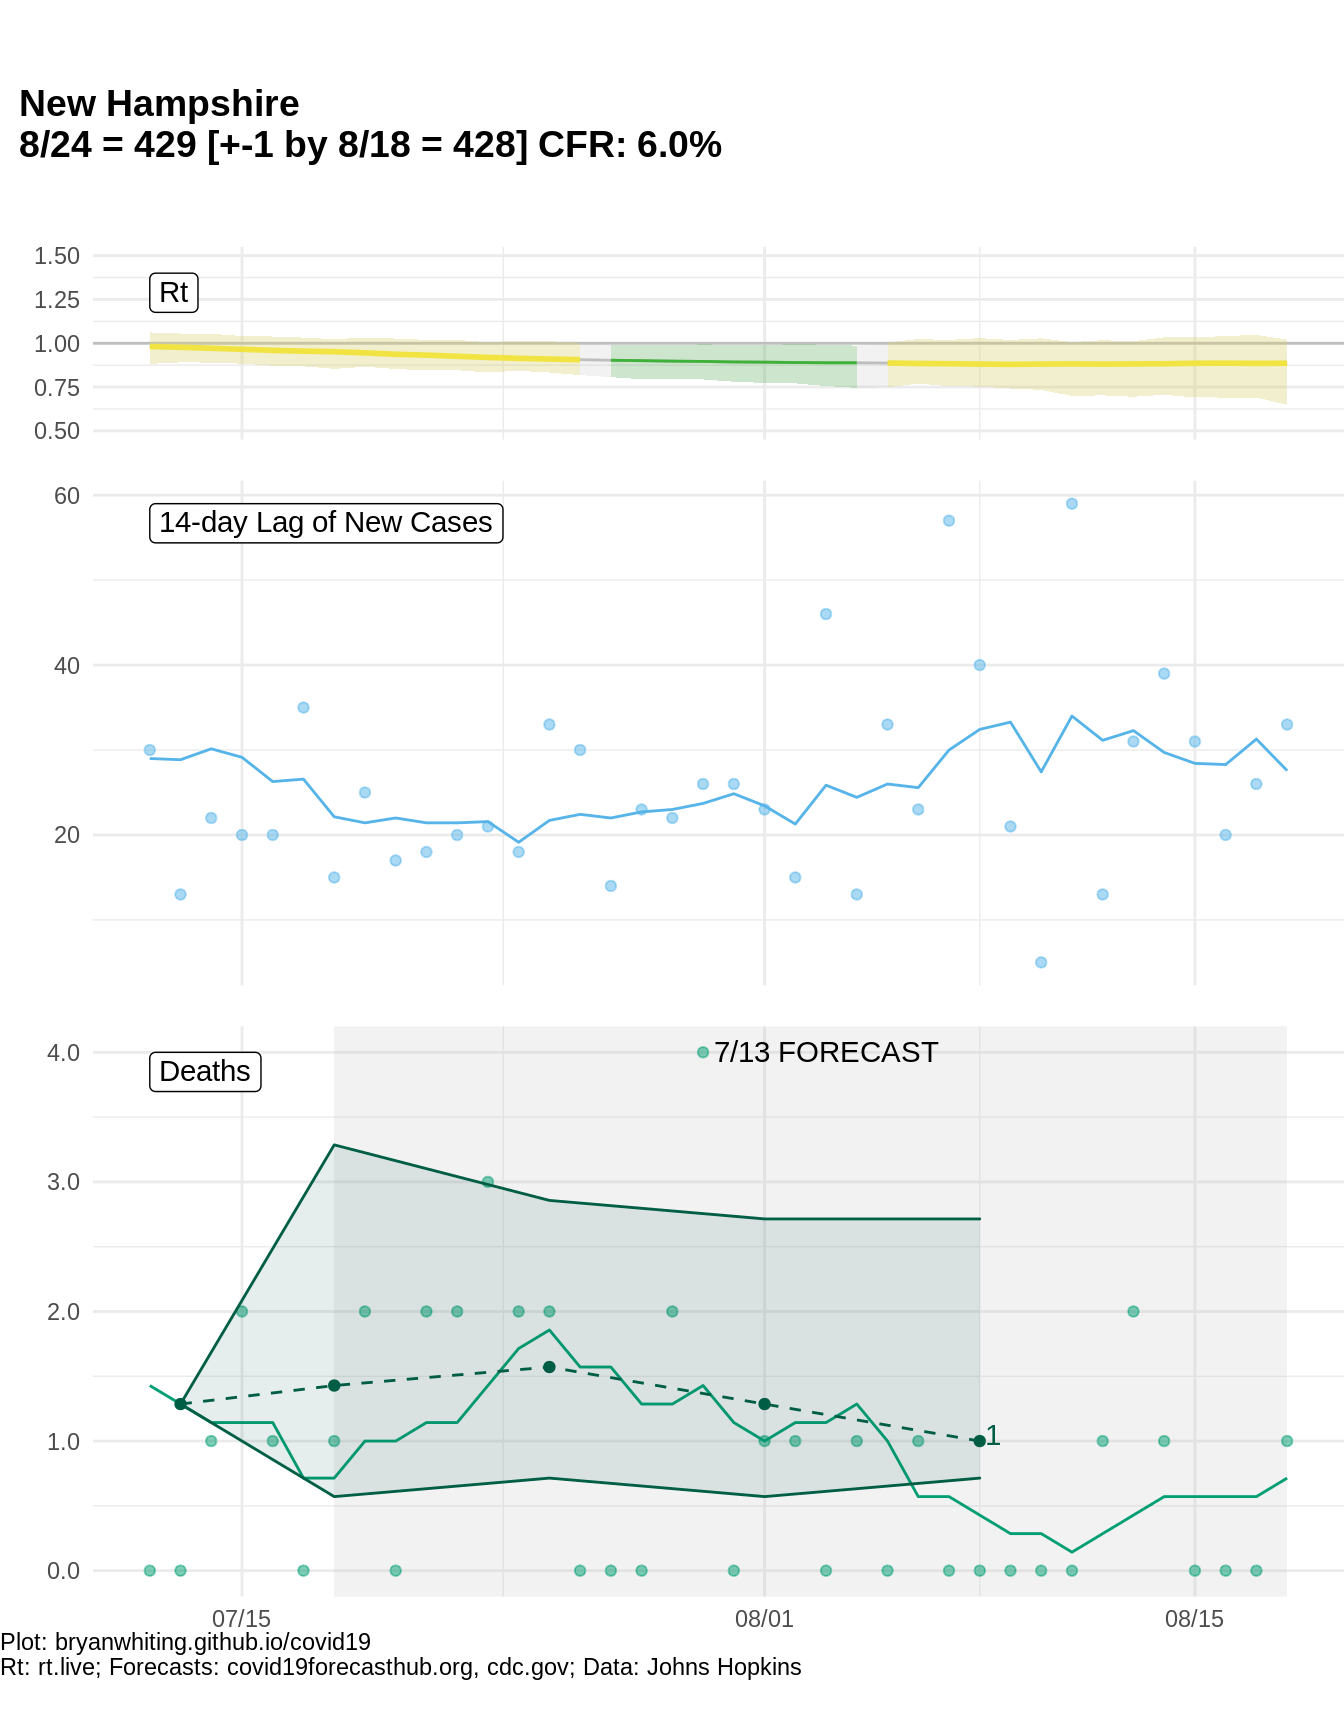 New Hampshire
8/24 = 429 [+-1 by 8/18 = 428] CFR: 6.0%
1.50
Rt
1.25
1.00
0.75
0.50
60
14-day Lag of New Cases
40
20
4.0
7/13 FORECAST
Deaths
3.0
2.0
1.0
1
0.0
07/15 08/01 08/15
Plot: bryanwhiting.github.io/covid19
Rt: rt.live; Forecasts: covid19forecasthub.org, cdc.gov; Data: Johns Hopkins